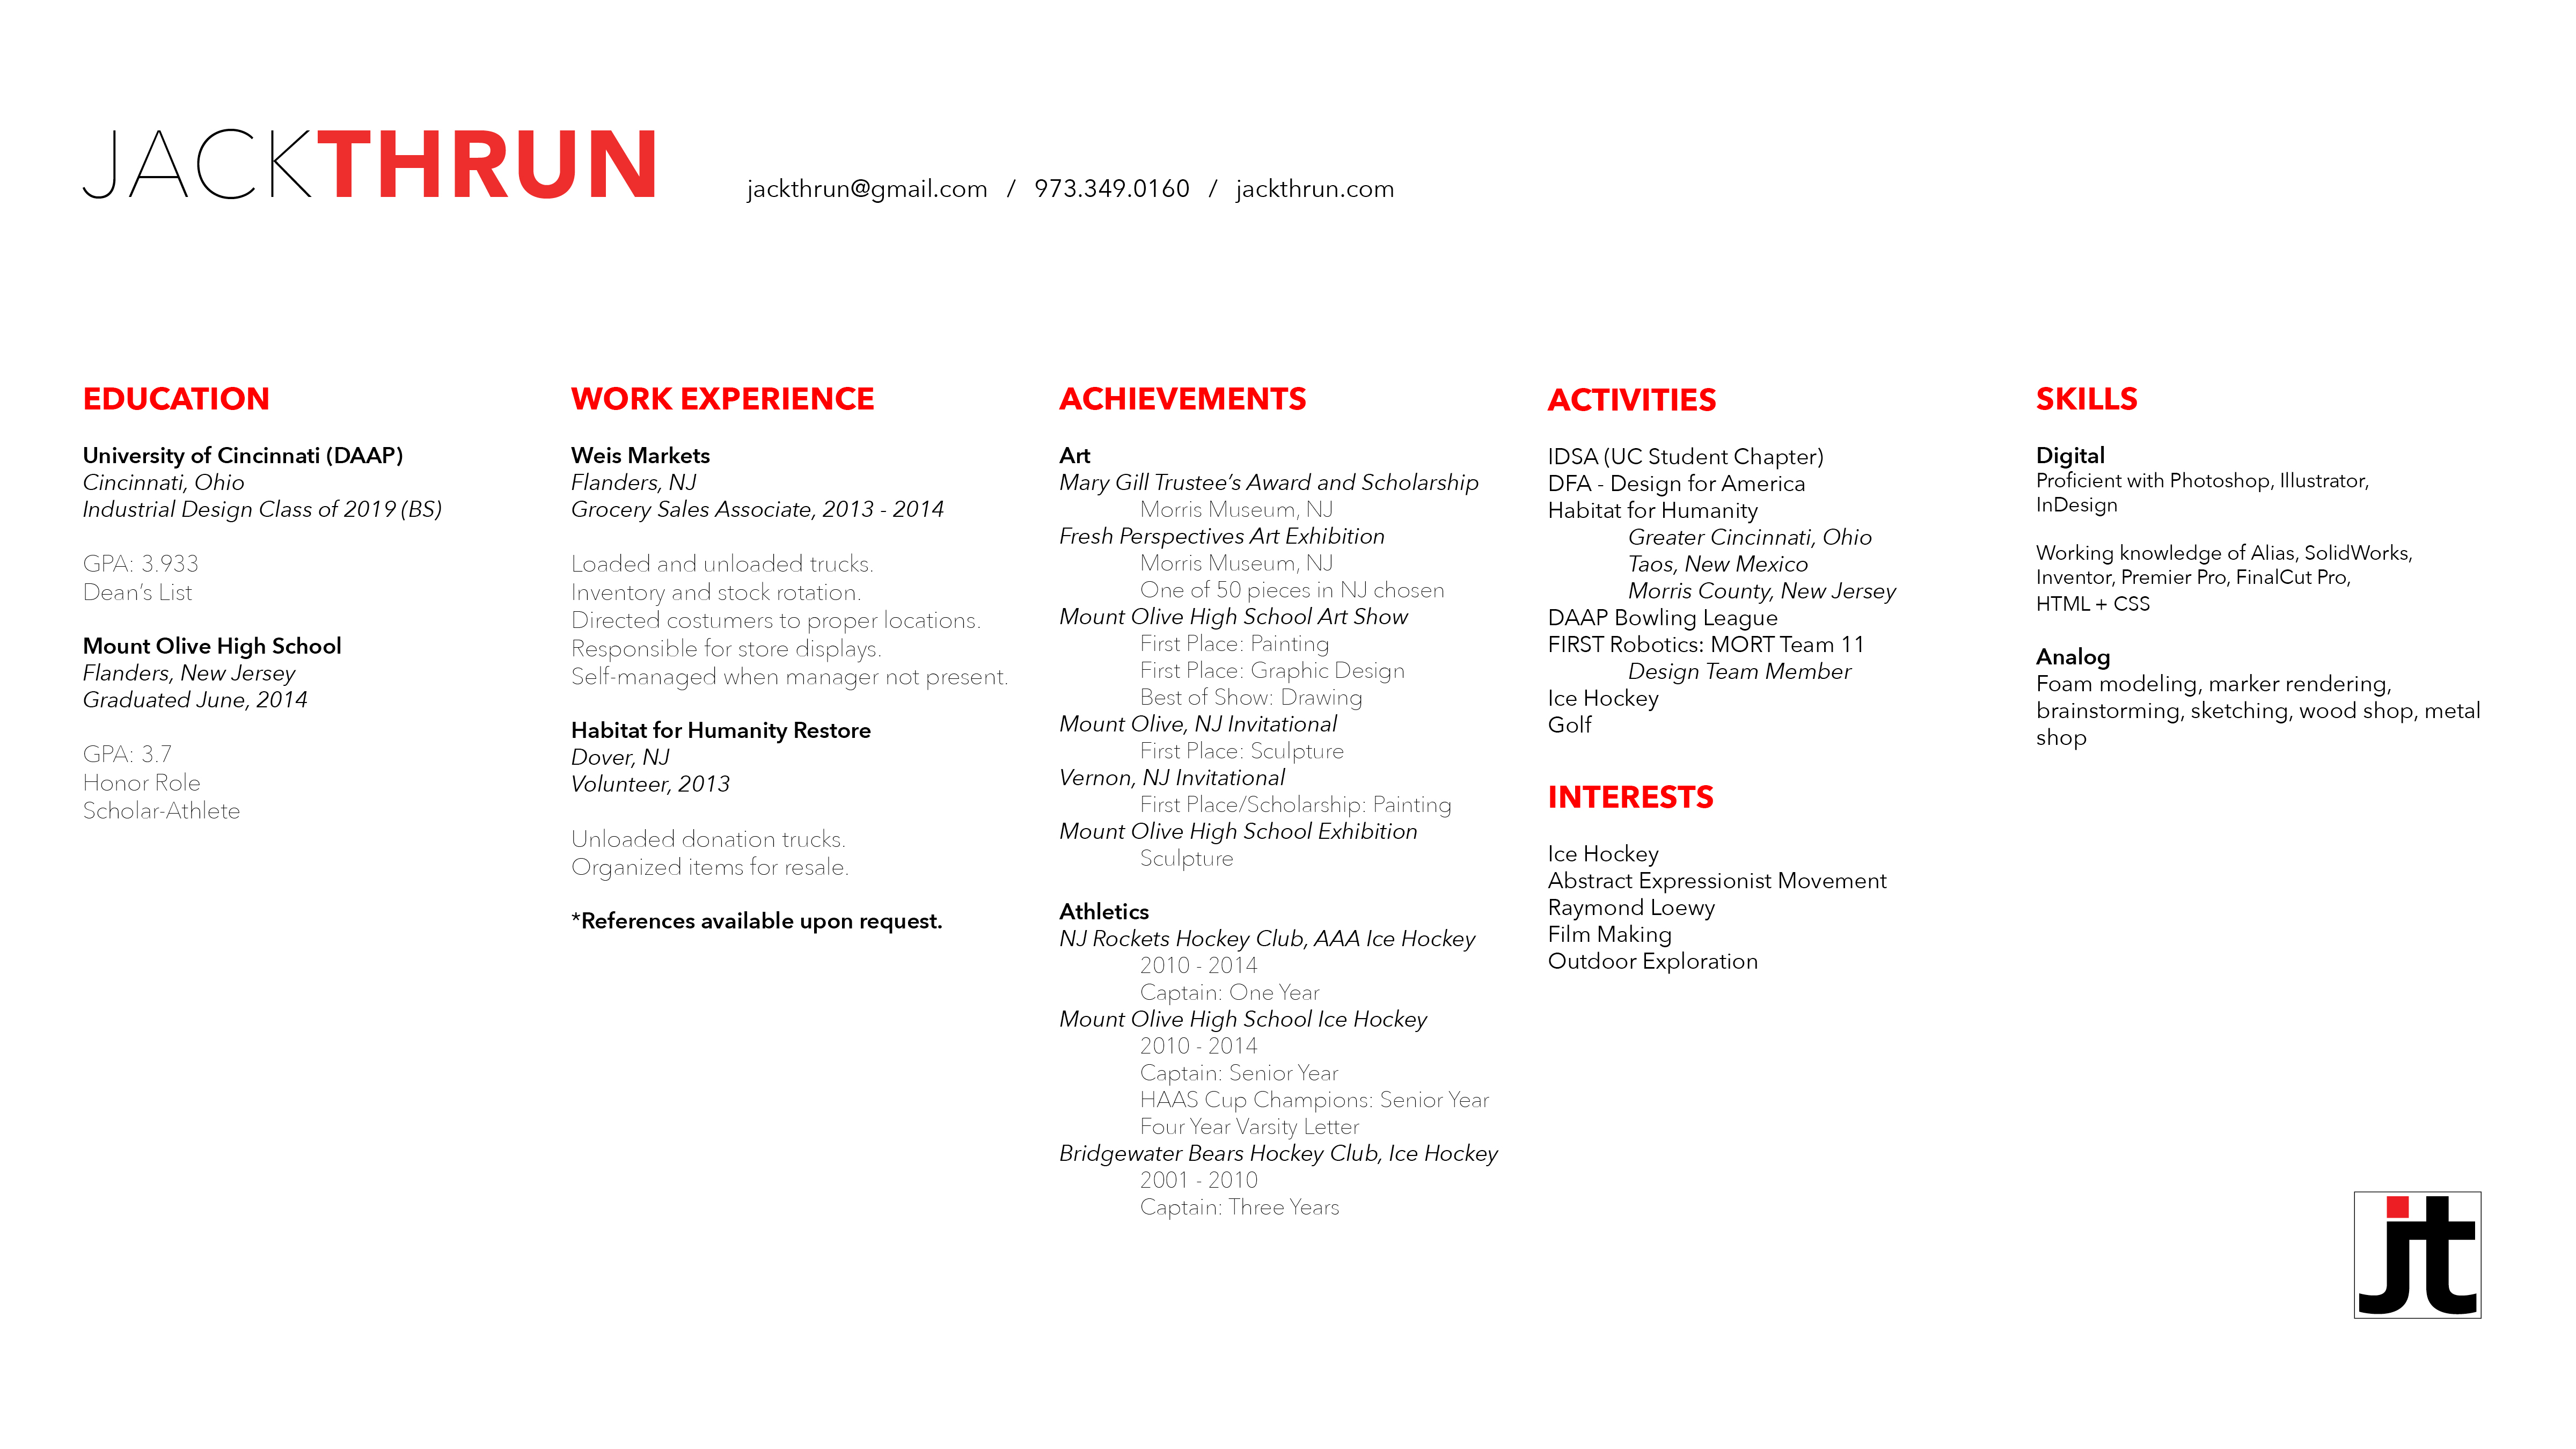 JACKTHRUN
jackthrun@gmail.com / 973.349.0160 / jackthrun.com
EDUCATION
University of Cincinnati (DAAP)
Cincinnati, Ohio
Industrial Design Class of 2019 (BS)
GPA: 3.933
Dean's List
Mount Olive High School
Flanders, New Jersey
Graduated June, 2014
GPA: 3.7
Honor Role
Scholar-Athlete
WORK EXPERIENCE
Weis Markets
Flanders, NJ
Grocery Sales Associate, 2013 - 2014
Loaded and unloaded trucks.
Inventory and stock rotation.
Directed costumers to proper locations.
Responsible for store displays.
Self-managed when manager not present.
Habitat for Humanity Restore
Dover, NJ
Volunteer, 2013
Unloaded donation trucks.
Organized items for resale.
*References available upon request.
ACHIEVEMENTS
Art
Mary Gill Trustee's Award and Scholarship
Morris Museum, NJ
Fresh Perspectives Art Exhibition
Morris Museum, NJ
One of 50 pieces in NJ chosen
Mount Olive High School Art Show
First Place: Painting
First Place: Graphic Design
Best of Show: Drawing
Mount Olive, NJ Invitational
First Place: Sculpture
Vernon, NJ Invitational
First Place/Scholarship: Painting
Mount Olive High School Exhibition
Sculpture
Athletics
NJ Rockets Hockey Club, AAA Ice Hockey
2010 - 2014
Captain: One Year
Mount Olive High School Ice Hockey
2010 - 2014
Captain: Senior Year
HAAS Cup Champions: Senior Year
Four Year Varsity Letter
Bridgewater Bears Hockey Club, Ice Hockey
2001 - 2010
Captain: Three Years
ACTIVITIES
IDSA (UC Student Chapter)
DFA - Design for America
Habitat for Humanity
Greater Cincinnati, Ohio
Taos, New Mexico
Morris County, New Jersey
DAAP Bowling League
FIRST Robotics: MORT Team 11
Design Team Member
Ice Hockey
Golf
INTERESTS
Ice Hockey
Abstract Expressionist Movement
Raymond Loewy
Film Making
Outdoor Exploration
SKILLS
Digital
Proficient with Photoshop, Illustrator,
InDesign
Working knowledge of Alias, SolidWorks,
Inventor, Premier Pro, FinalCut Pro,
HTML + CSS
Analog
Foam modeling, marker rendering,
brainstorming, sketching, wood shop, metal
shop
jt